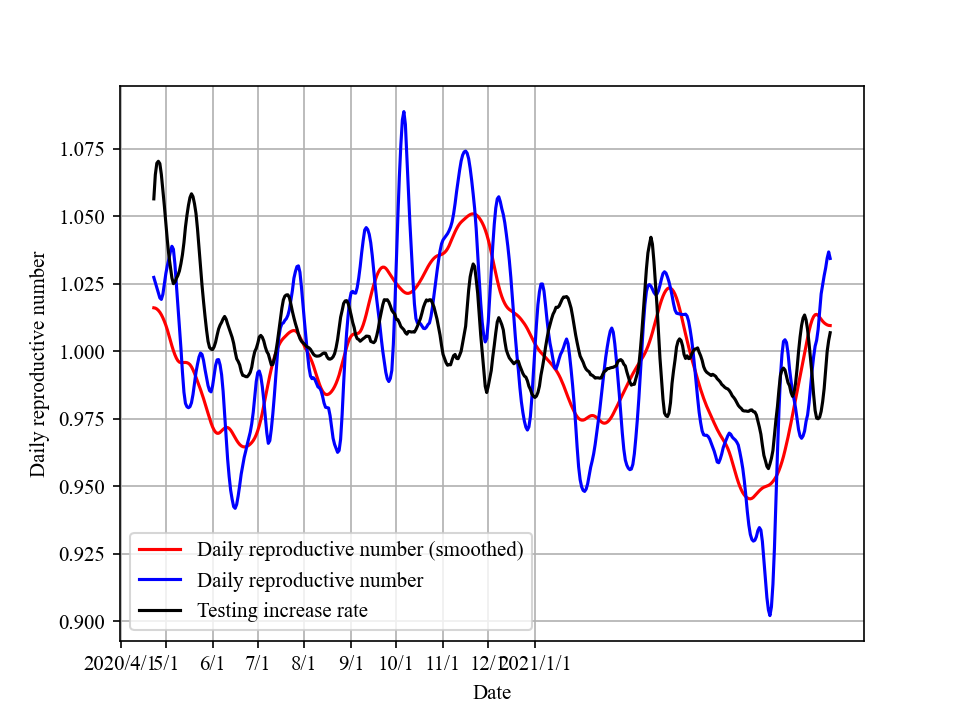 Daily reproductive number
1.075
1.050
1.025
1.000
0.975
0.950
0.925
0.900
Daily reproductive number (smoothed)
Daily reproductive number
Testing increase rate
2020/4/1 5/1 6/1 7/1 8/1 9/1 10/1 11/1 12/1 2021/1/1
Date